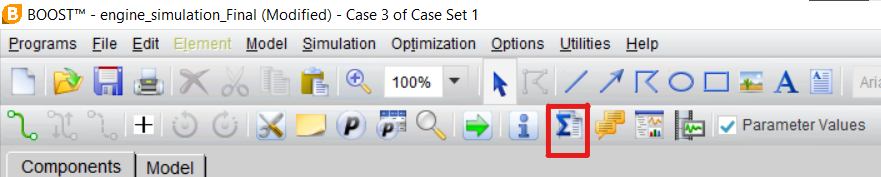 BOOST™ - engine_simulation_Final (Modified) - Case 3 of Case Set 1
Programs File Edit Element Model Simulation Optimization Options Utilities Help
100% A Aria
P P i Σ Parameter Values
Components Model